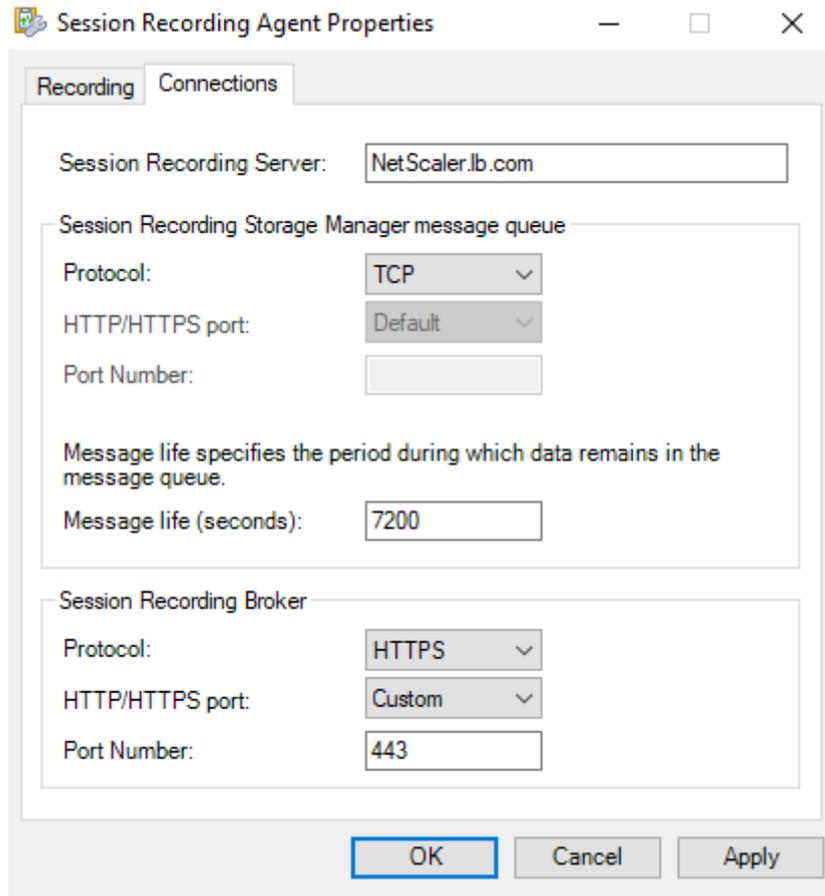 Session Recording Agent Properties
Recording
Connections
Session Recording Server:
NetScaler.lb.com
Session Recording Storage Manager message queue
Protocol:
TCP
HTTP/HTTPS port:
Default
Port Number:
Message life specifies the period during which data remains in the
message queue.
Message life (seconds):
7200
Session Recording Broker
Protocol:
HTTPS
HTTP/HTTPS port:
Custom
Port Number:
443
OK
Cancel
Apply